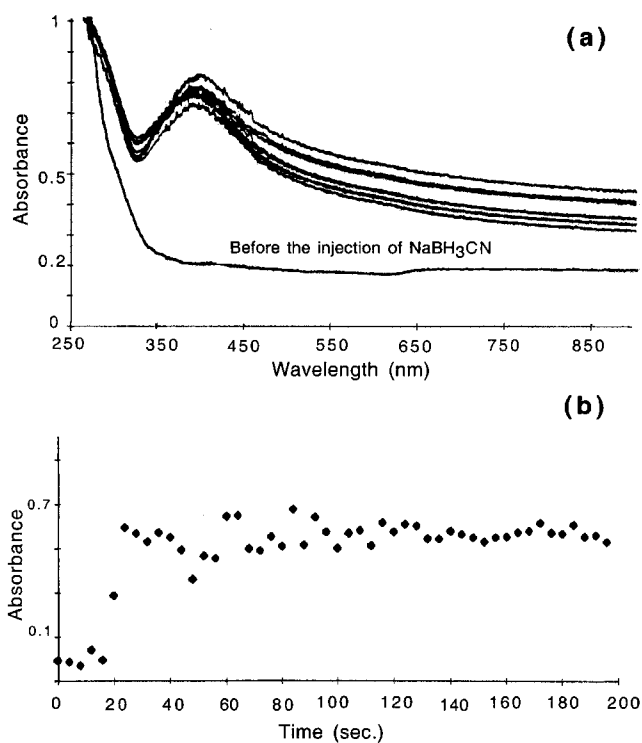 (a)
1
0.5
0.2
0
Absorbance
Before the injection of NaBH₃CN
250 350 450 550 650 750 850
Wavelength (nm)
(b)
0.7
0.1
Absorbance
0 20 40 60 80 100 120 140 160 180 200
Time (sec.)